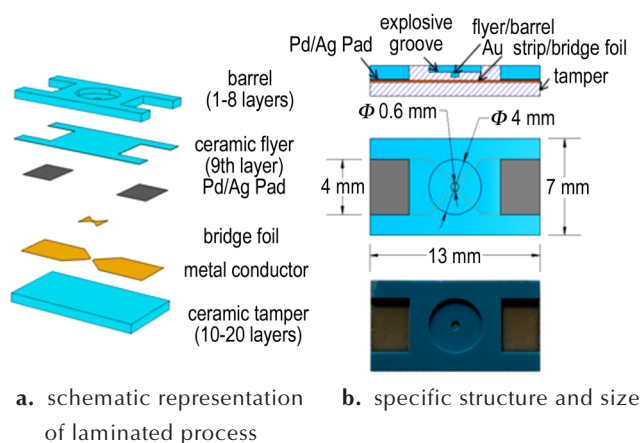 barrel
(1-8 layers)
ceramic flyer
(9th layer)
Pd/Ag Pad
bridge foil
metal conductor
ceramic tamper
(10-20 layers)
a. schematic representation
of laminated process
explosive
groove
flyer/barrel
Pd/Ag Pad
Au strip/bridge foil
tamper
Φ 0.6 mm
Φ 4 mm
4 mm
7 mm
13 mm
b. specific structure and size